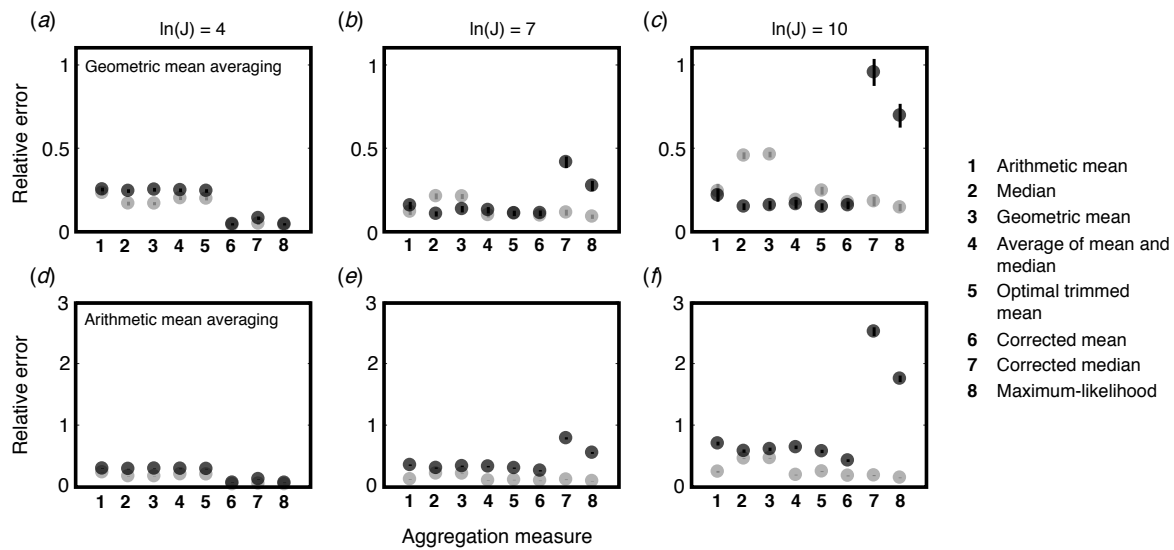 (a)
ln(J) = 4
(b)
ln(J) = 7
(c)
ln(J) = 10
Relative error
1
0.5
0
Geometric mean averaging
1 2 3 4 5 6 7 8
1
0.5
0
1 2 3 4 5 6 7 8
1
0.5
0
1 2 3 4 5 6 7 8
(d)
(e)
(f)
Relative error
3
2
1
0
Arithmetic mean averaging
1 2 3 4 5 6 7 8
3
2
1
0
1 2 3 4 5 6 7 8
3
2
1
0
1 2 3 4 5 6 7 8
Aggregation measure
1 Arithmetic mean
2 Median
3 Geometric mean
4 Average of mean and
median
5 Optimal trimmed
mean
6 Corrected mean
7 Corrected median
8 Maximum-likelihood